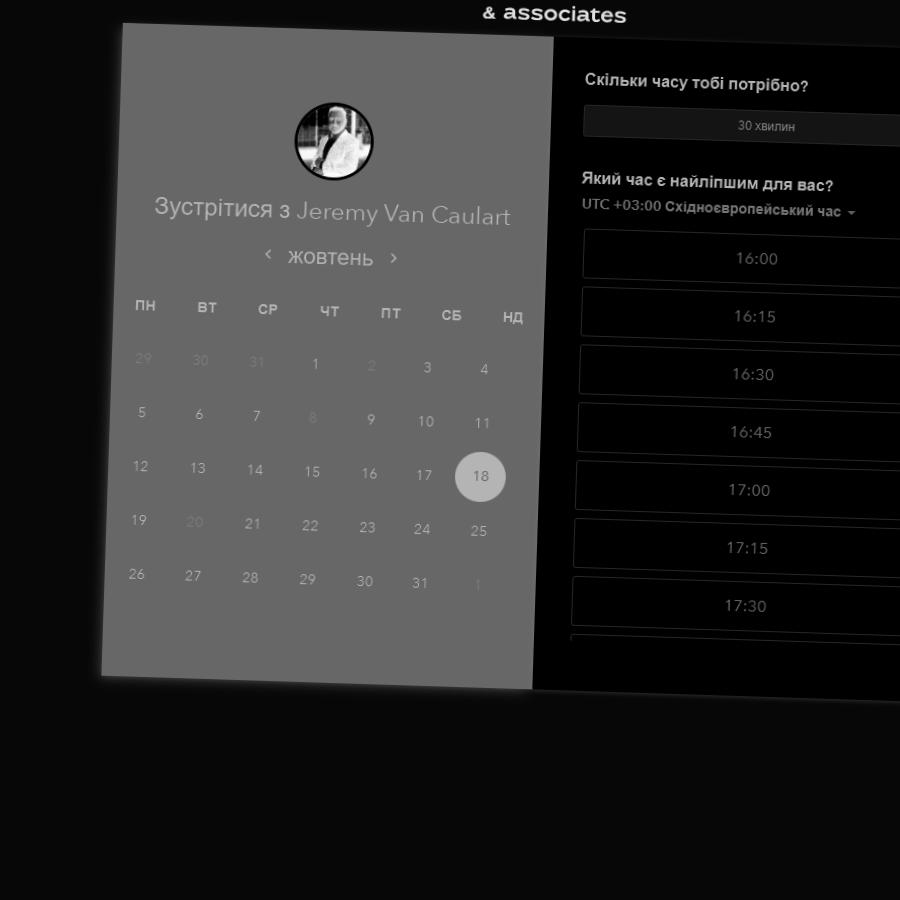 & associates
Зустрітися з Jeremy Van Caulart
жовтень
ПН ВТ СР ЧТ ПТ СБ НД
29 30 31 1 2 3 4
5 6 7 8 9 10 11
12 13 14 15 16 17 18
19 20 21 22 23 24 25
26 27 28 29 30 31 1
Скільки часу тобі потрібно?
30 хвилин
Який час є найліпшим для вас?
UTC +03:00 Східноєвропейський час
16:00
16:15
16:30
16:45
17:00
17:15
17:30